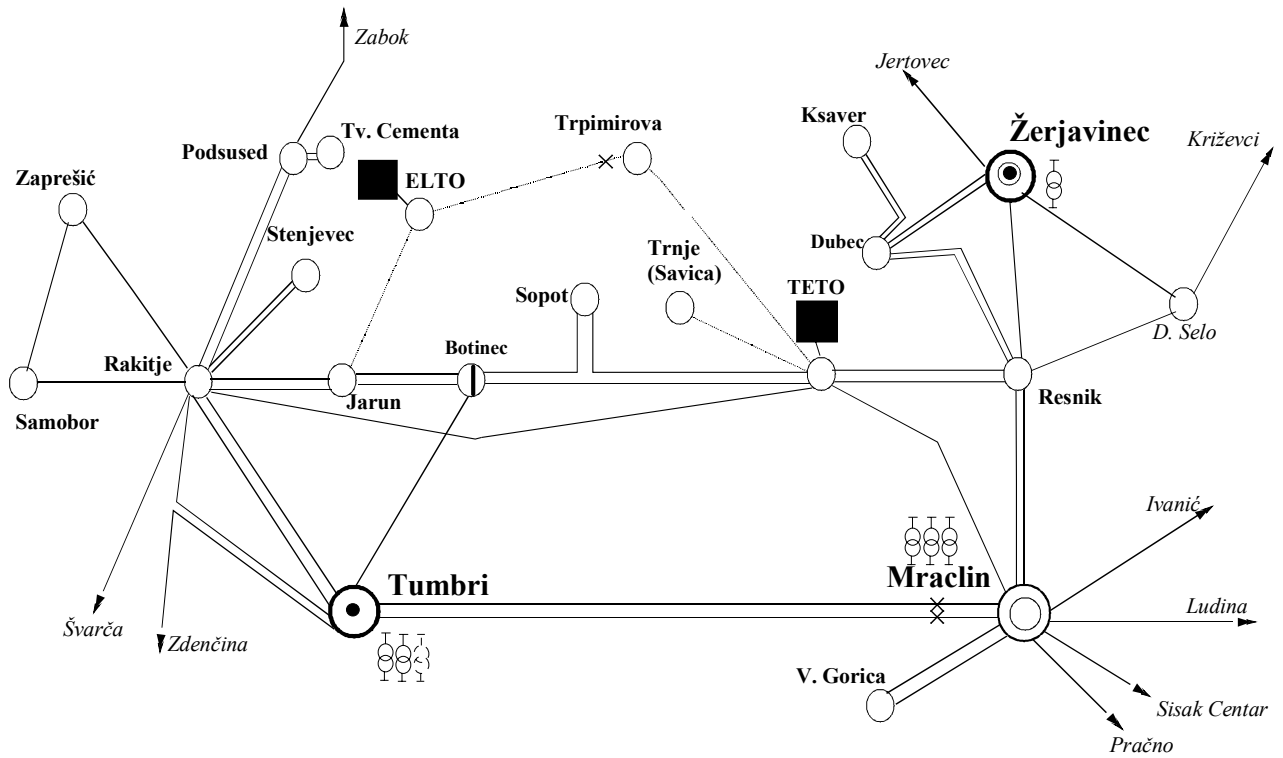 Zabok
Jertovec
Ksaver
Trpimirova
Tv. Cementa
Žerjavinec
Križevci
Podsused
Zaprešić
ELTO
Stenjevec
Dubec
Trnje
(Savica)
TETO
Sopot
D. Selo
Botinec
Rakitje
Jarun
Resnik
Samobor
Ivanić
Tumbri
Mraclin
Ludina
Švarča
Zdenčina
V. Gorica
Sisak Centar
Pračno